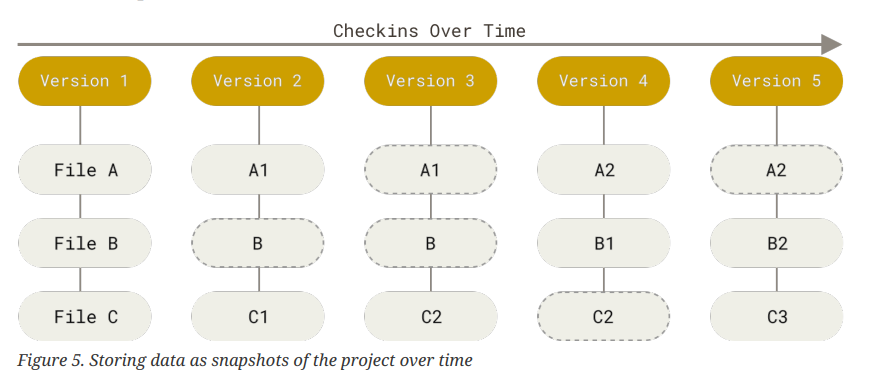 Checkins Over Time
Version 1 Version 2 Version 3 Version 4 Version 5
File A A1 A1 A2 A2
File B B B B1 B2
File C C1 C2 C2 C3
Figure 5. Storing data as snapshots of the project over time